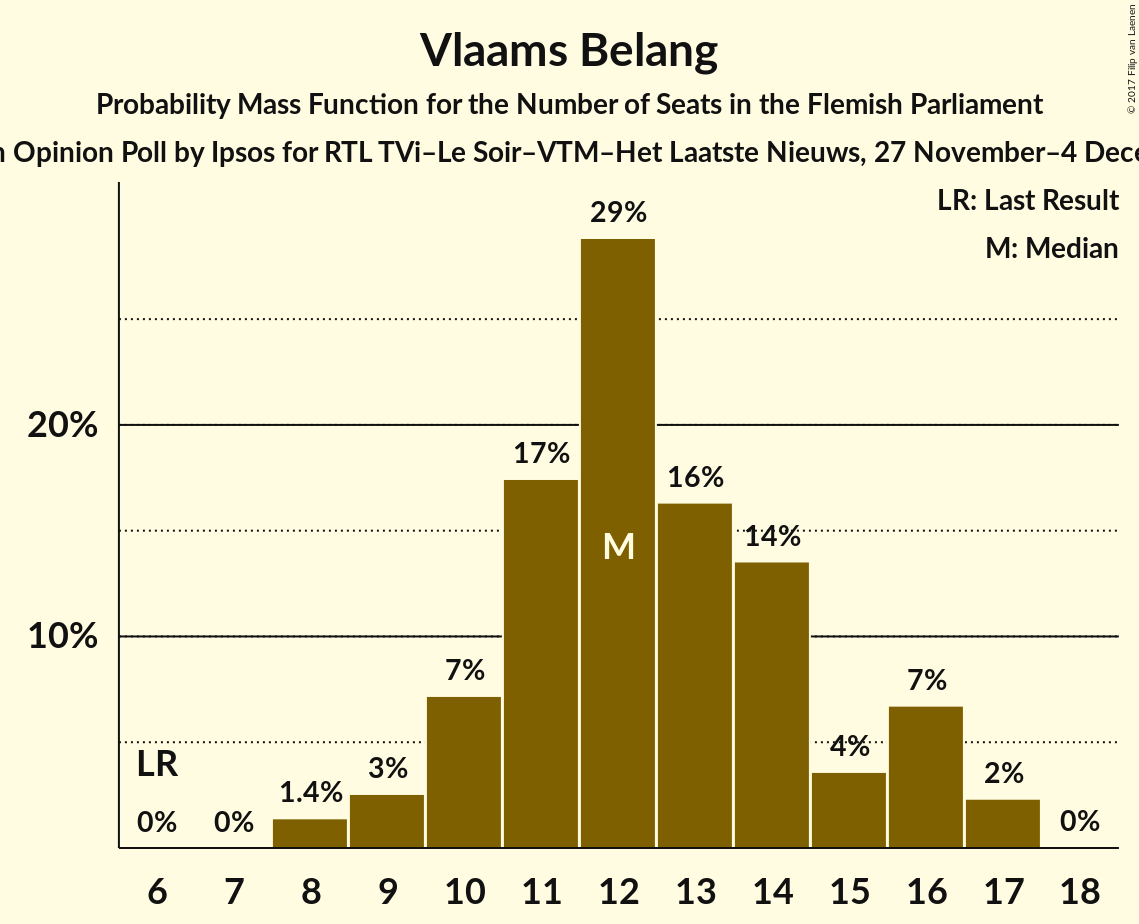 Vlaams Belang
Probability Mass Function for the Number of Seats in the Flemish Parliament
Opinion Poll by Ipsos for RTL TVi–Le Soir–VTM–Het Laatste Nieuws, 27 November–4
© 2017 Filip van Laenen
LR: Last Result
M: Median
29%
20%
17%
16%
14%
M
10%
7%
7%
LR
4%
3%
2%
1.4%
0%
0%
0%
6 7 8 9 10 11 12 13 14 15 16 17 18